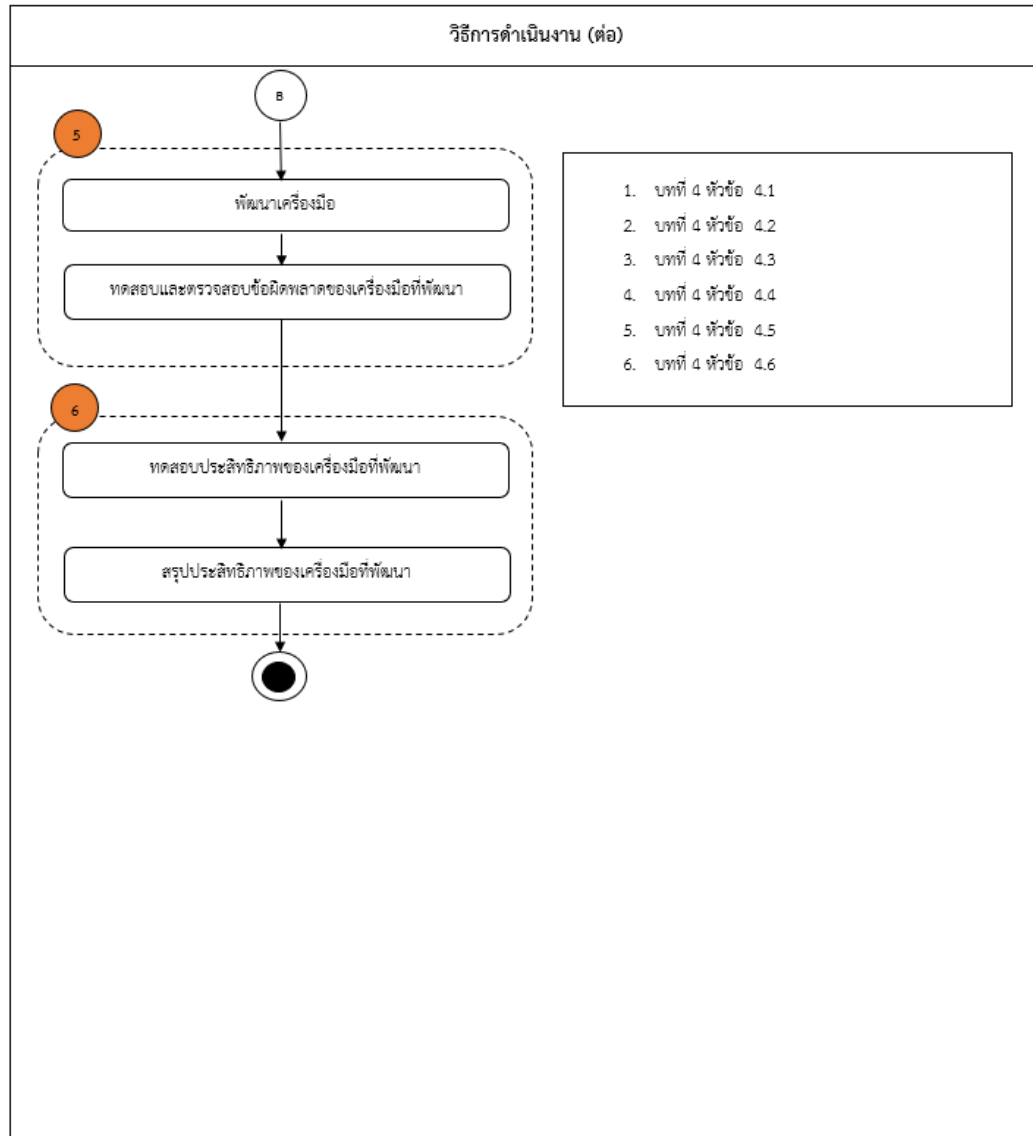 วิธีการดำเนินงาน (ต่อ)
B
5
พัฒนาเครื่องมือ
ทดสอบและตรวจสอบข้อผิดพลาดของเครื่องมือที่พัฒนา
6
ทดสอบประสิทธิภาพของเครื่องมือที่พัฒนา
สรุปประสิทธิภาพของเครื่องมือที่พัฒนา
1. บทที่ 4 หัวข้อ 4.1
2. บทที่ 4 หัวข้อ 4.2
3. บทที่ 4 หัวข้อ 4.3
4. บทที่ 4 หัวข้อ 4.4
5. บทที่ 4 หัวข้อ 4.5
6. บทที่ 4 หัวข้อ 4.6